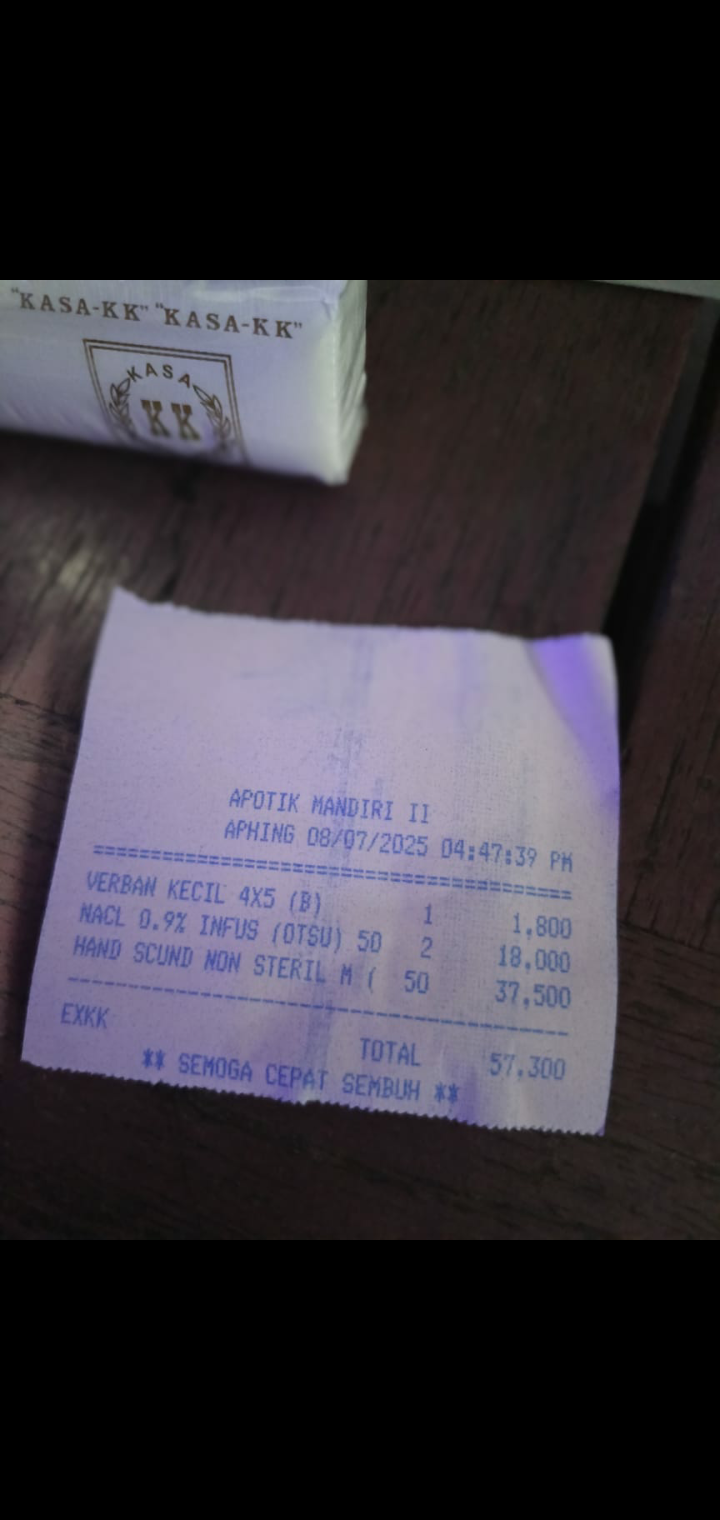 "KASA-KK" "KASA-KK"
KASA
KK
APOTIK MANDIRI II
APHING 08/07/2025 04:47:39 PM
=========================================
VERBAN KECIL 4X5 (B) 1 1,800
NACL 0.9% INFUS (OTSU) 50 2 18,000
HAND SCUND NON STERIL M ( 50 37,500
-----------------------------------------
EXKK TOTAL 57,300
** SEMOGA CEPAT SEMBUH **